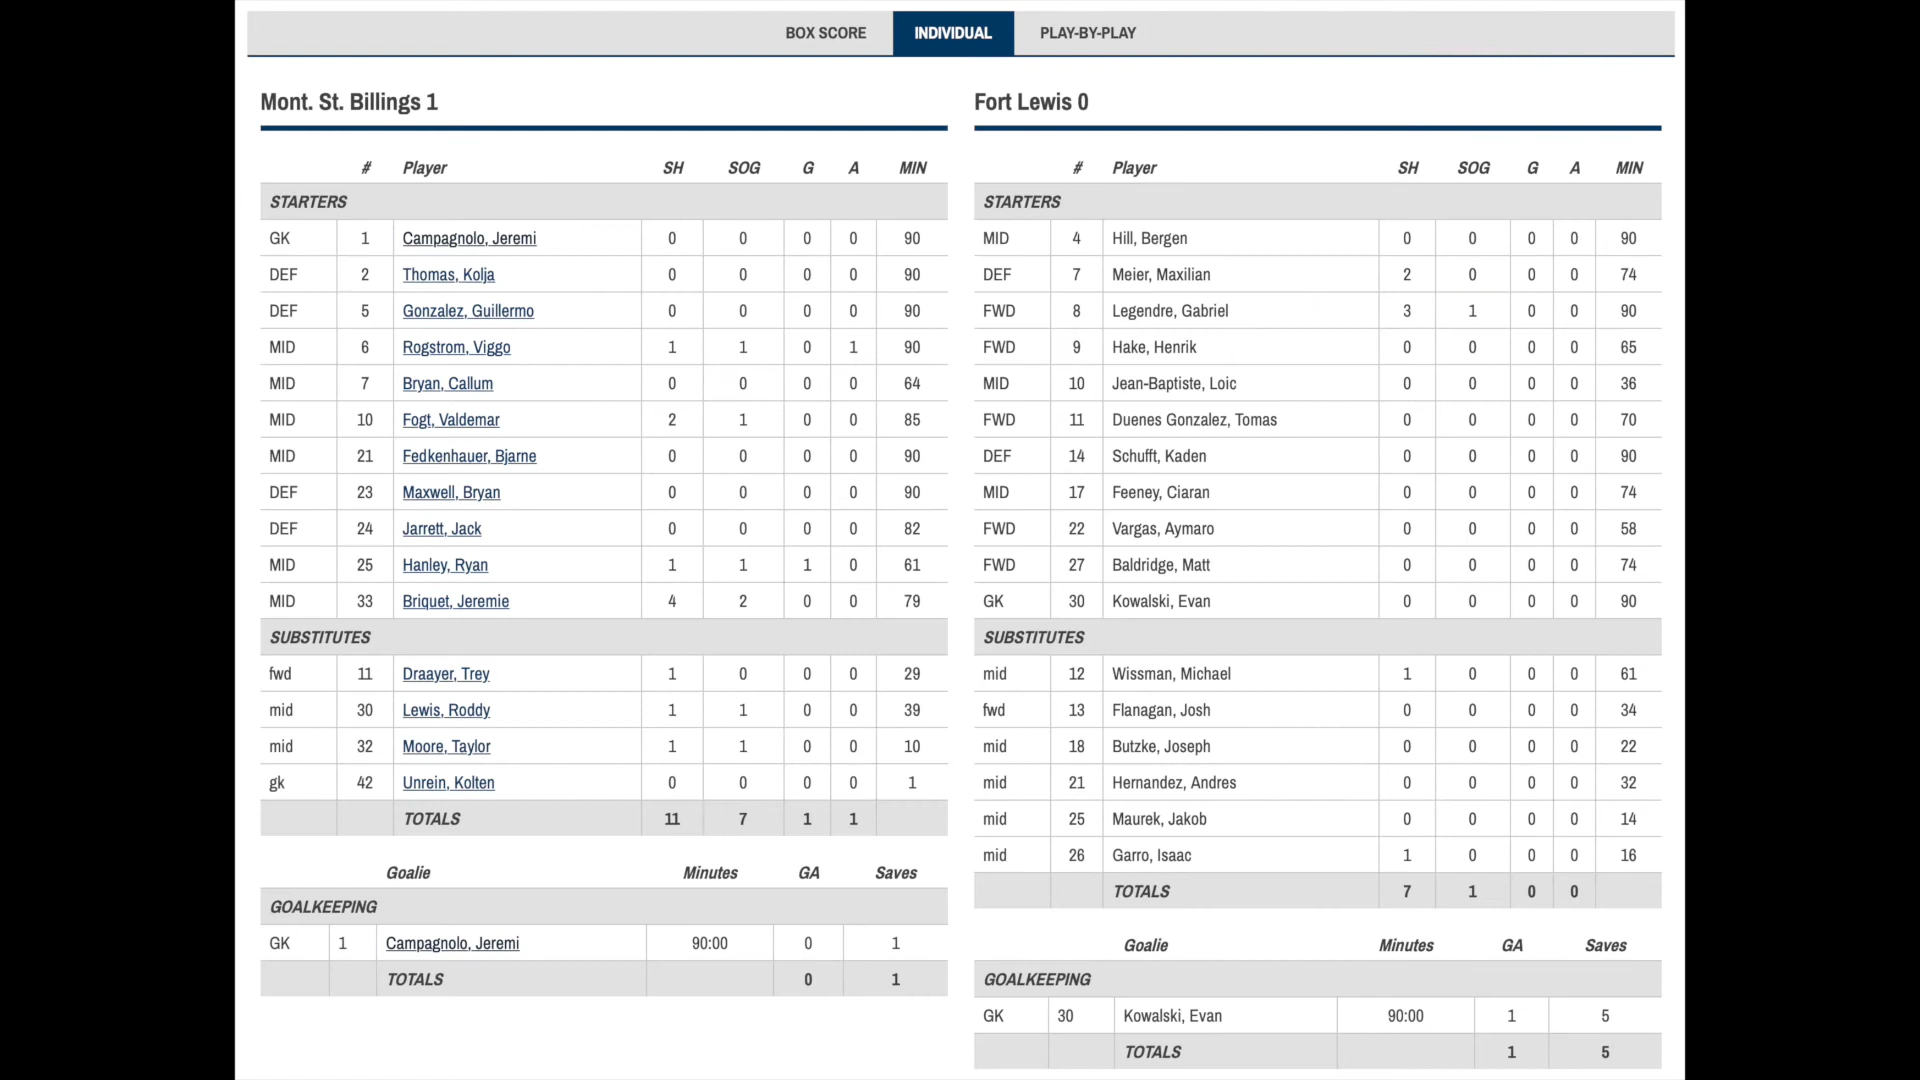 BOX SCORE INDIVIDUAL PLAY-BY-PLAY
Mont. St. Billings 1
# Player SH SOG G A MIN
STARTERS
GK 1 Campagnolo, Jeremi 0 0 0 0 90
DEF 2 Thomas, Kolja 0 0 0 0 90
DEF 5 Gonzalez, Guillermo 0 0 0 0 90
MID 6 Rogstrom, Viggo 1 1 0 1 90
MID 7 Bryan, Callum 0 0 0 0 64
MID 10 Fogt, Valdemar 2 1 0 0 85
MID 21 Fedkenhauer, Bjarne 0 0 0 0 90
DEF 23 Maxwell, Bryan 0 0 0 0 90
DEF 24 Jarrett, Jack 0 0 0 0 82
MID 25 Hanley, Ryan 1 1 1 0 61
MID 33 Briquet, Jeremie 4 2 0 0 79
SUBSTITUTES
fwd 11 Draayer, Trey 1 0 0 0 29
mid 30 Lewis, Roddy 1 1 0 0 39
mid 32 Moore, Taylor 1 1 0 0 10
gk 42 Unrein, Kolten 0 0 0 0 1
TOTALS 11 7 1 1
Goalie Minutes GA Saves
GOALKEEPING
GK 1 Campagnolo, Jeremi 90:00 0 1
TOTALS 0 1
Fort Lewis 0
# Player SH SOG G A MIN
STARTERS
MID 4 Hill, Bergen 0 0 0 0 90
DEF 7 Meier, Maxilian 2 0 0 0 74
FWD 8 Legendre, Gabriel 3 1 0 0 90
FWD 9 Hake, Henrik 0 0 0 0 65
MID 10 Jean-Baptiste, Loic 0 0 0 0 36
FWD 11 Duenes Gonzalez, Tomas 0 0 0 0 70
DEF 14 Schufft, Kaden 0 0 0 0 90
MID 17 Feeney, Ciaran 0 0 0 0 74
FWD 22 Vargas, Aymaro 0 0 0 0 58
FWD 27 Baldridge, Matt 0 0 0 0 74
GK 30 Kowalski, Evan 0 0 0 0 90
SUBSTITUTES
mid 12 Wissman, Michael 1 0 0 0 61
fwd 13 Flanagan, Josh 0 0 0 0 34
mid 18 Butzke, Joseph 0 0 0 0 22
mid 21 Hernandez, Andres 0 0 0 0 32
mid 25 Maurek, Jakob 0 0 0 0 14
mid 26 Garro, Isaac 1 0 0 0 16
TOTALS 7 1 0 0
Goalie Minutes GA Saves
GOALKEEPING
GK 30 Kowalski, Evan 90:00 1 5
TOTALS 1 5